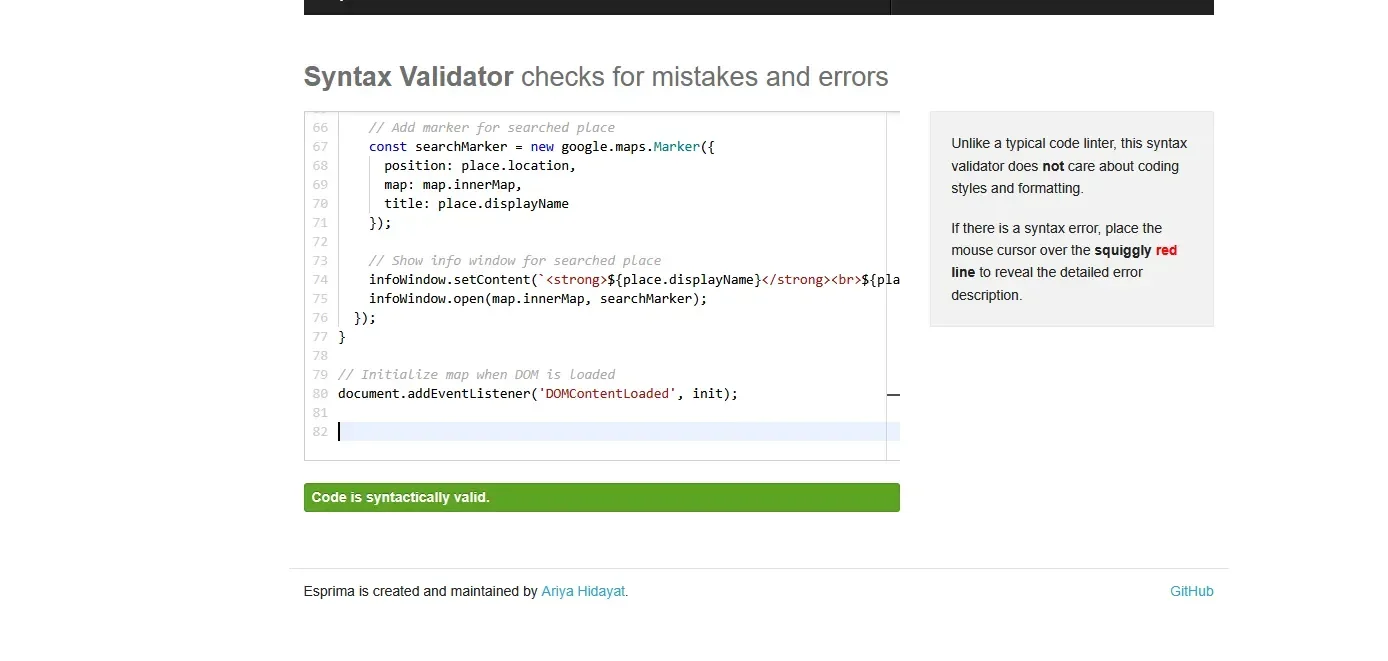 Syntax Validator checks for mistakes and errors
66 // Add marker for searched place
67 const searchMarker = new google.maps.Marker({
68 position: place.location,
69 map: map.innerMap,
70 title: place.displayName
71 });
72
73 // Show info window for searched place
74 infoWindow.setContent(`<strong>${place.displayName}</strong><br>${pla
75 infoWindow.open(map.innerMap, searchMarker);
76 });
77 }
78
79 // Initialize map when DOM is loaded
80 document.addEventListener('DOMContentLoaded', init);
81
82
Code is syntactically valid.
Unlike a typical code linter, this syntax
validator does not care about coding
styles and formatting.
If there is a syntax error, place the
mouse cursor over the squiggly red
line to reveal the detailed error
description.
Esprima is created and maintained by Ariya Hidayat.
GitHub